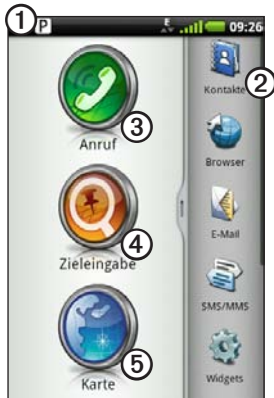 ① P E 09:26
Kontakte ②
③
Anruf
Browser
E-Mail
④
Zieleingabe
SMS/MMS
⑤
Karte
Widgets